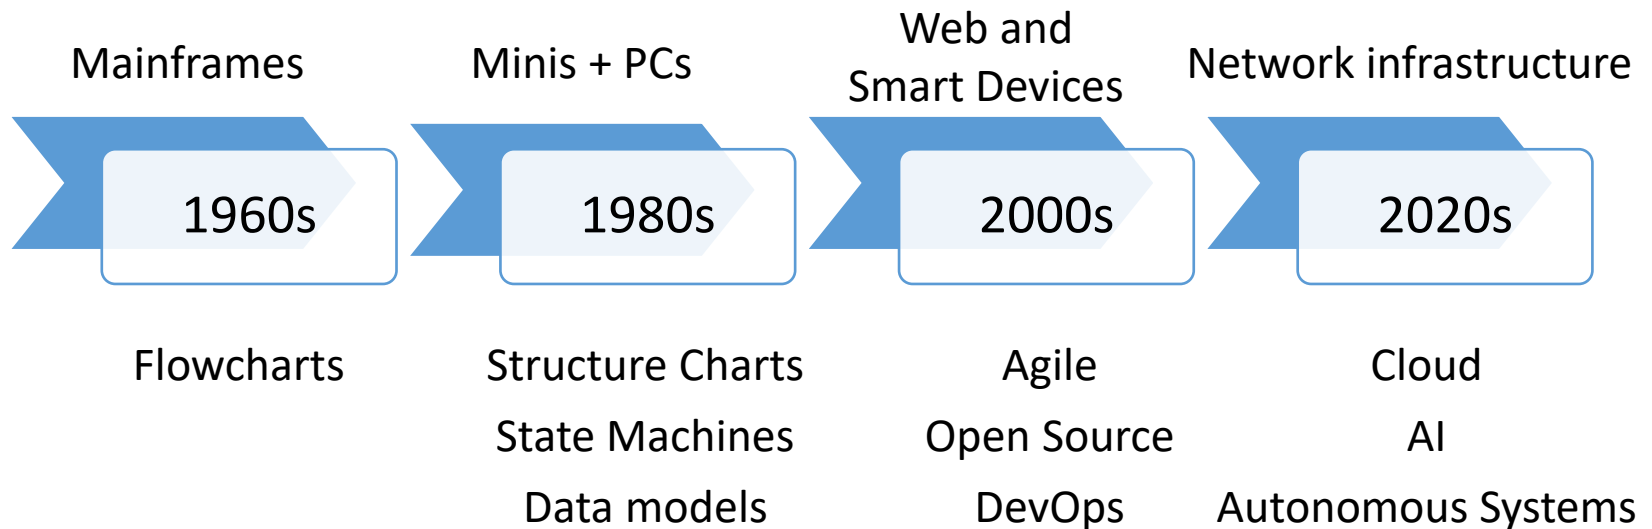 Mainframes
Minis + PCs
Web and
Smart Devices
Network infrastructure
1960s
1980s
2000s
2020s
Flowcharts
Structure Charts
State Machines
Data models
Agile
Open Source
DevOps
Cloud
AI
Autonomous Systems